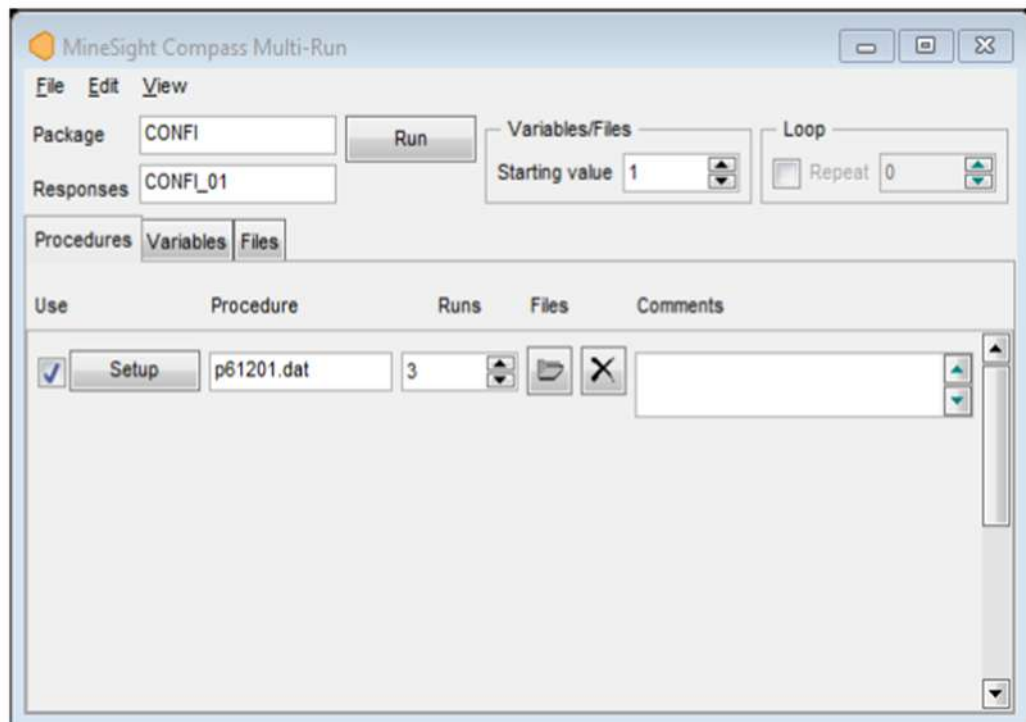 MineSight Compass Multi-Run
File Edit View
Package CONFI Run Variables/Files Loop
Starting value 1 Repeat 0
Responses CONFI_01
Procedures Variables Files
Use Procedure Runs Files Comments
Setup p61201.dat 3